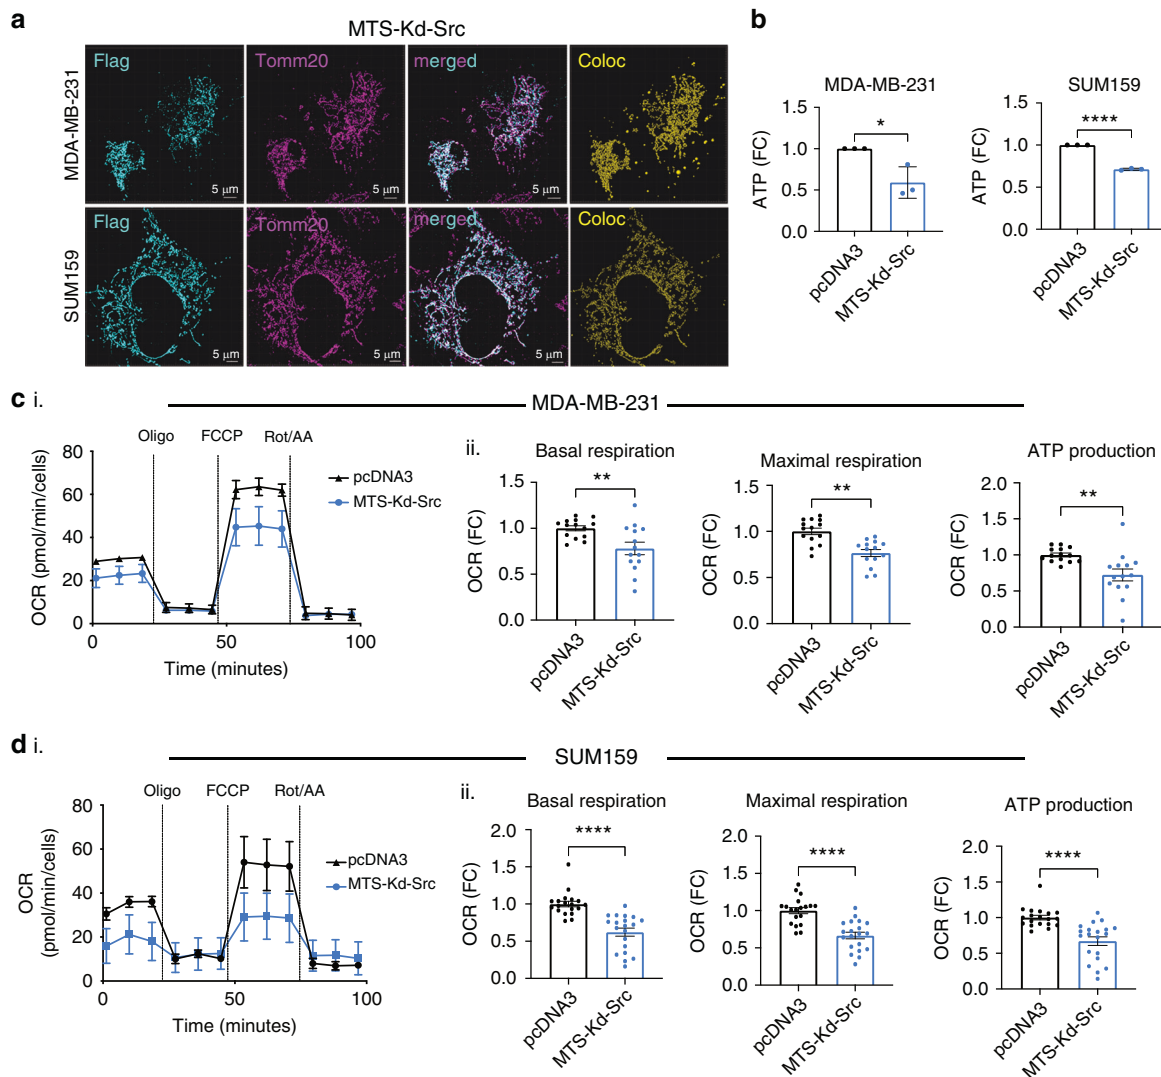 a
MTS-Kd-Src
MDA-MB-231
Flag
Tomm20
merged
Coloc
5 μm
5 μm
5 μm
5 μm
SUM159
Flag
Tomm20
merged
Coloc
5 μm
5 μm
5 μm
5 μm
b
MDA-MB-231
ATP (FC)
1.5
1.0
0.5
0.0
*
pcDNA3
MTS-Kd-Src
SUM159
ATP (FC)
1.5
1.0
0.5
0.0
****
pcDNA3
MTS-Kd-Src
c i.
MDA-MB-231
Oligo FCCP Rot/AA
OCR (pmol/min/cells)
80
60
40
20
0
0 50 100
Time (minutes)
pcDNA3
MTS-Kd-Src
ii.
Basal respiration
OCR (FC)
1.5
1.0
0.5
0.0
**
pcDNA3
MTS-Kd-Src
Maximal respiration
OCR (FC)
1.5
1.0
0.5
0.0
**
pcDNA3
MTS-Kd-Src
ATP production
OCR (FC)
2.0
1.5
1.0
0.5
0.0
**
pcDNA3
MTS-Kd-Src
d i.
SUM159
Oligo FCCP Rot/AA
OCR
(pmol/min/cells)
80
60
40
20
0
0 50 100
Time (minutes)
pcDNA3
MTS-Kd-Src
ii.
Basal respiration
OCR (FC)
2.0
1.5
1.0
0.5
0.0
****
pcDNA3
MTS-Kd-Src
Maximal respiration
OCR (FC)
2.0
1.5
1.0
0.5
0.0
****
pcDNA3
MTS-Kd-Src
ATP production
OCR (FC)
2.0
1.5
1.0
0.5
0.0
****
pcDNA3
MTS-Kd-Src